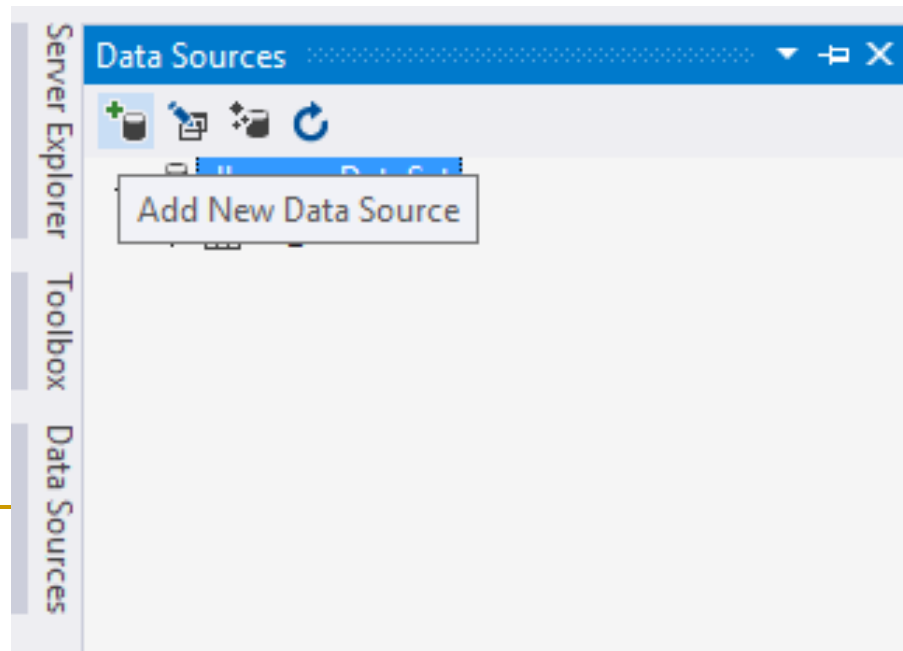 Data Sources
Add New Data Source
Server Explorer
Toolbox
Data Sources